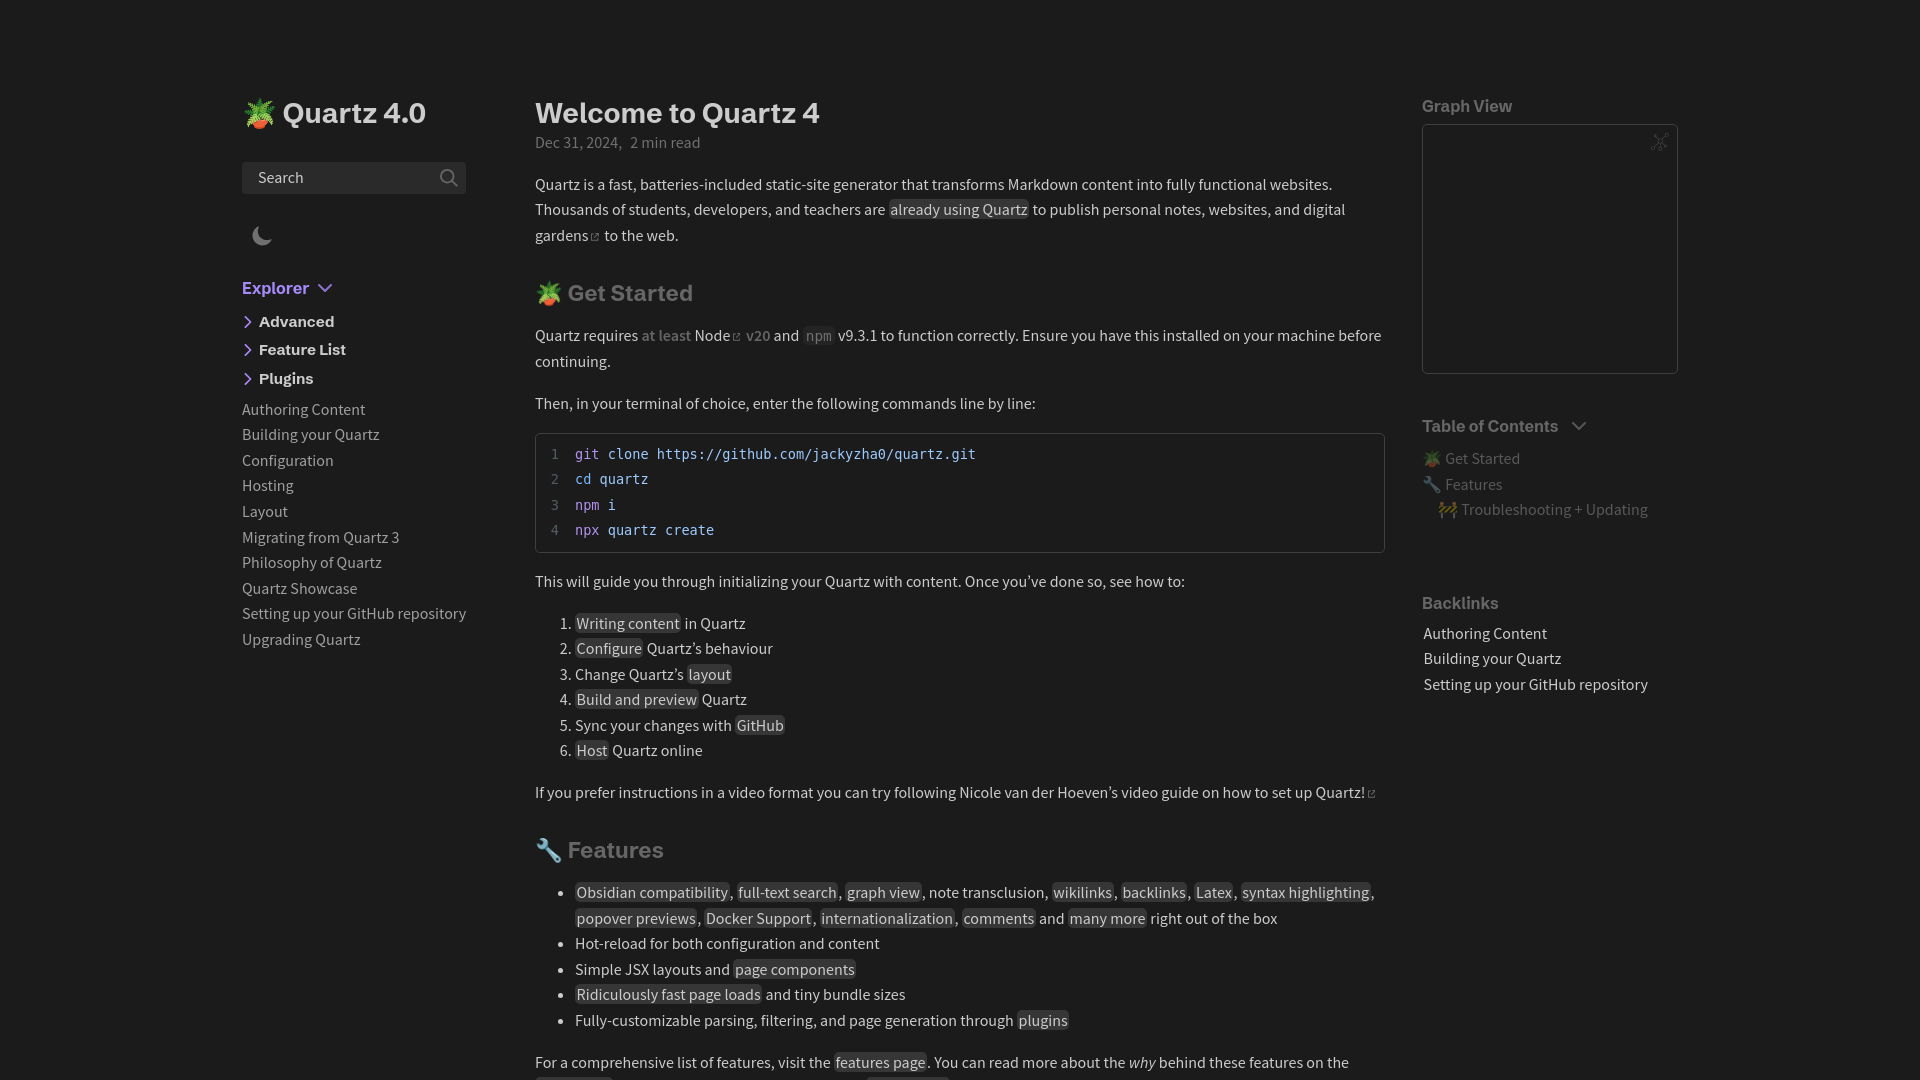 🪴 Quartz 4.0
Search
Explorer
Advanced
Feature List
Plugins
Authoring Content
Building your Quartz
Configuration
Hosting
Layout
Migrating from Quartz 3
Philosophy of Quartz
Quartz Showcase
Setting up your GitHub repository
Upgrading Quartz
Welcome to Quartz 4
Dec 31, 2024, 2 min read
Quartz is a fast, batteries-included static-site generator that transforms Markdown content into fully functional websites.
Thousands of students, developers, and teachers are already using Quartz to publish personal notes, websites, and digital
gardens to the web.
🪴 Get Started
Quartz requires at least Node v20 and npm v9.3.1 to function correctly. Ensure you have this installed on your machine before
continuing.
Then, in your terminal of choice, enter the following commands line by line:
1 git clone https://github.com/jackyzha0/quartz.git
2 cd quartz
3 npm i
4 npx quartz create
This will guide you through initializing your Quartz with content. Once you’ve done so, see how to:
1. Writing content in Quartz
2. Configure Quartz’s behaviour
3. Change Quartz’s layout
4. Build and preview Quartz
5. Sync your changes with GitHub
6. Host Quartz online
If you prefer instructions in a video format you can try following Nicole van der Hoeven’s video guide on how to set up Quartz!
🔧 Features
• Obsidian compatibility, full-text search, graph view, note transclusion, wikilinks, backlinks, Latex, syntax highlighting,
popover previews, Docker Support, internationalization, comments and many more right out of the box
• Hot-reload for both configuration and content
• Simple JSX layouts and page components
• Ridiculously fast page loads and tiny bundle sizes
• Fully-customizable parsing, filtering, and page generation through plugins
For a comprehensive list of features, visit the features page. You can read more about the why behind these features on the
Graph View
Table of Contents
🪴 Get Started
🔧 Features
🚧 Troubleshooting + Updating
Backlinks
Authoring Content
Building your Quartz
Setting up your GitHub repository